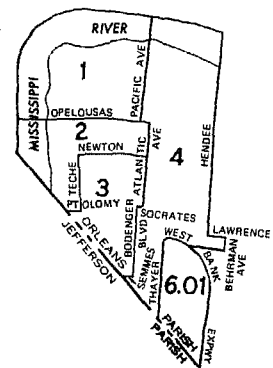 RIVER
MISSISSIPPI
1
PACIFIC AVE
OPELOUSAS
2
NEWTON
TECHE
3
ATLANTIC AVE
4
HENDEE
PTOLOMY
BODENGER BLVD
SOCRATES
LAWRENCE
WEST BANK EXPWY
BEHRMAN AVE
SEMMES
THAYER
6.01
ORLEANS PARISH
JEFFERSON PARISH